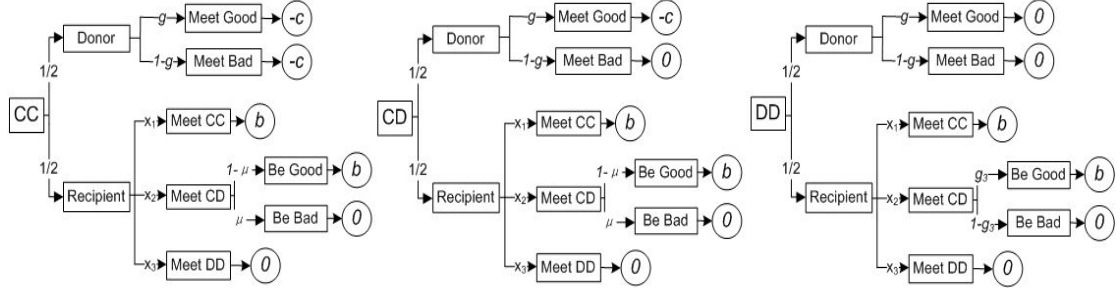 g Meet Good -c
Donor
1-g Meet Bad -c
1/2
CC
x₁ Meet CC b
1/2
1-μ Be Good b
Recipient x₂ Meet CD
μ Be Bad 0
x₃ Meet DD 0
g Meet Good -c
Donor
1-g Meet Bad 0
1/2
CD
x₁ Meet CC b
1/2
1-μ Be Good b
Recipient x₂ Meet CD
μ Be Bad 0
x₃ Meet DD 0
g Meet Good 0
Donor
1-g Meet Bad 0
1/2
DD
x₁ Meet CC b
1/2
g₃ Be Good b
Recipient x₂ Meet CD
1-g₃ Be Bad 0
x₃ Meet DD 0